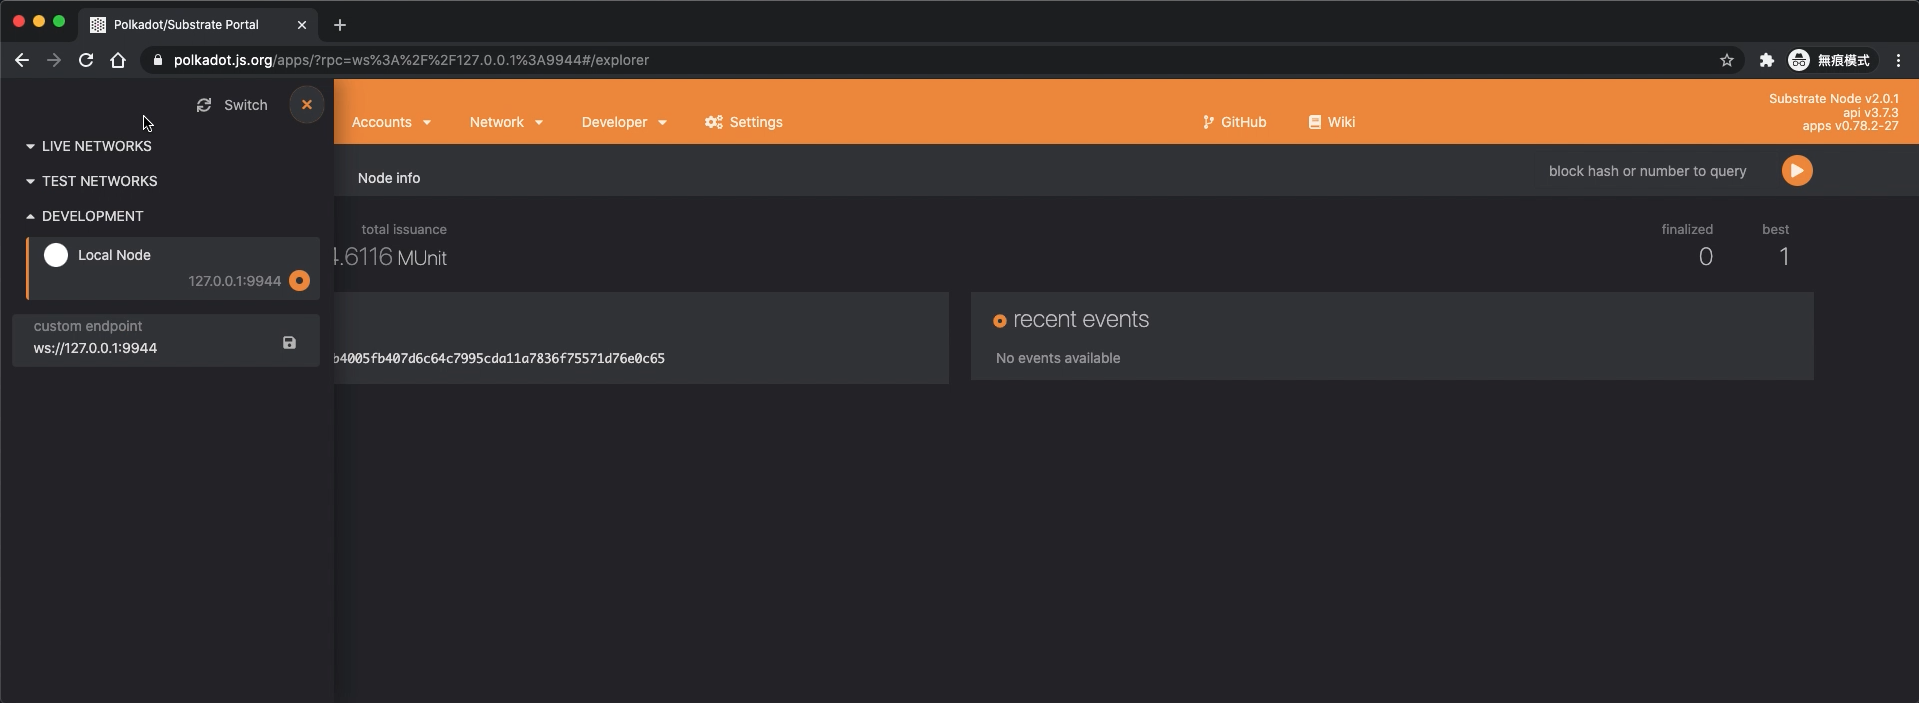 Polkadot/Substrate Portal
polkadot.js.org/apps/?rpc=ws%3A%2F%2F127.0.0.1%3A9944#/explorer
無痕模式
Switch
LIVE NETWORKS
TEST NETWORKS
DEVELOPMENT
Local Node
127.0.0.1:9944
custom endpoint
ws://127.0.0.1:9944
Accounts
Network
Developer
Settings
GitHub
Wiki
Substrate Node v2.0.1
api v3.7.3
apps v0.78.2-27
Node info
block hash or number to query
total issuance
.6116 MUnit
finalized
0
best
1
b4005fb407d6c64c7995cda11a7836f75571d76e0c65
recent events
No events available